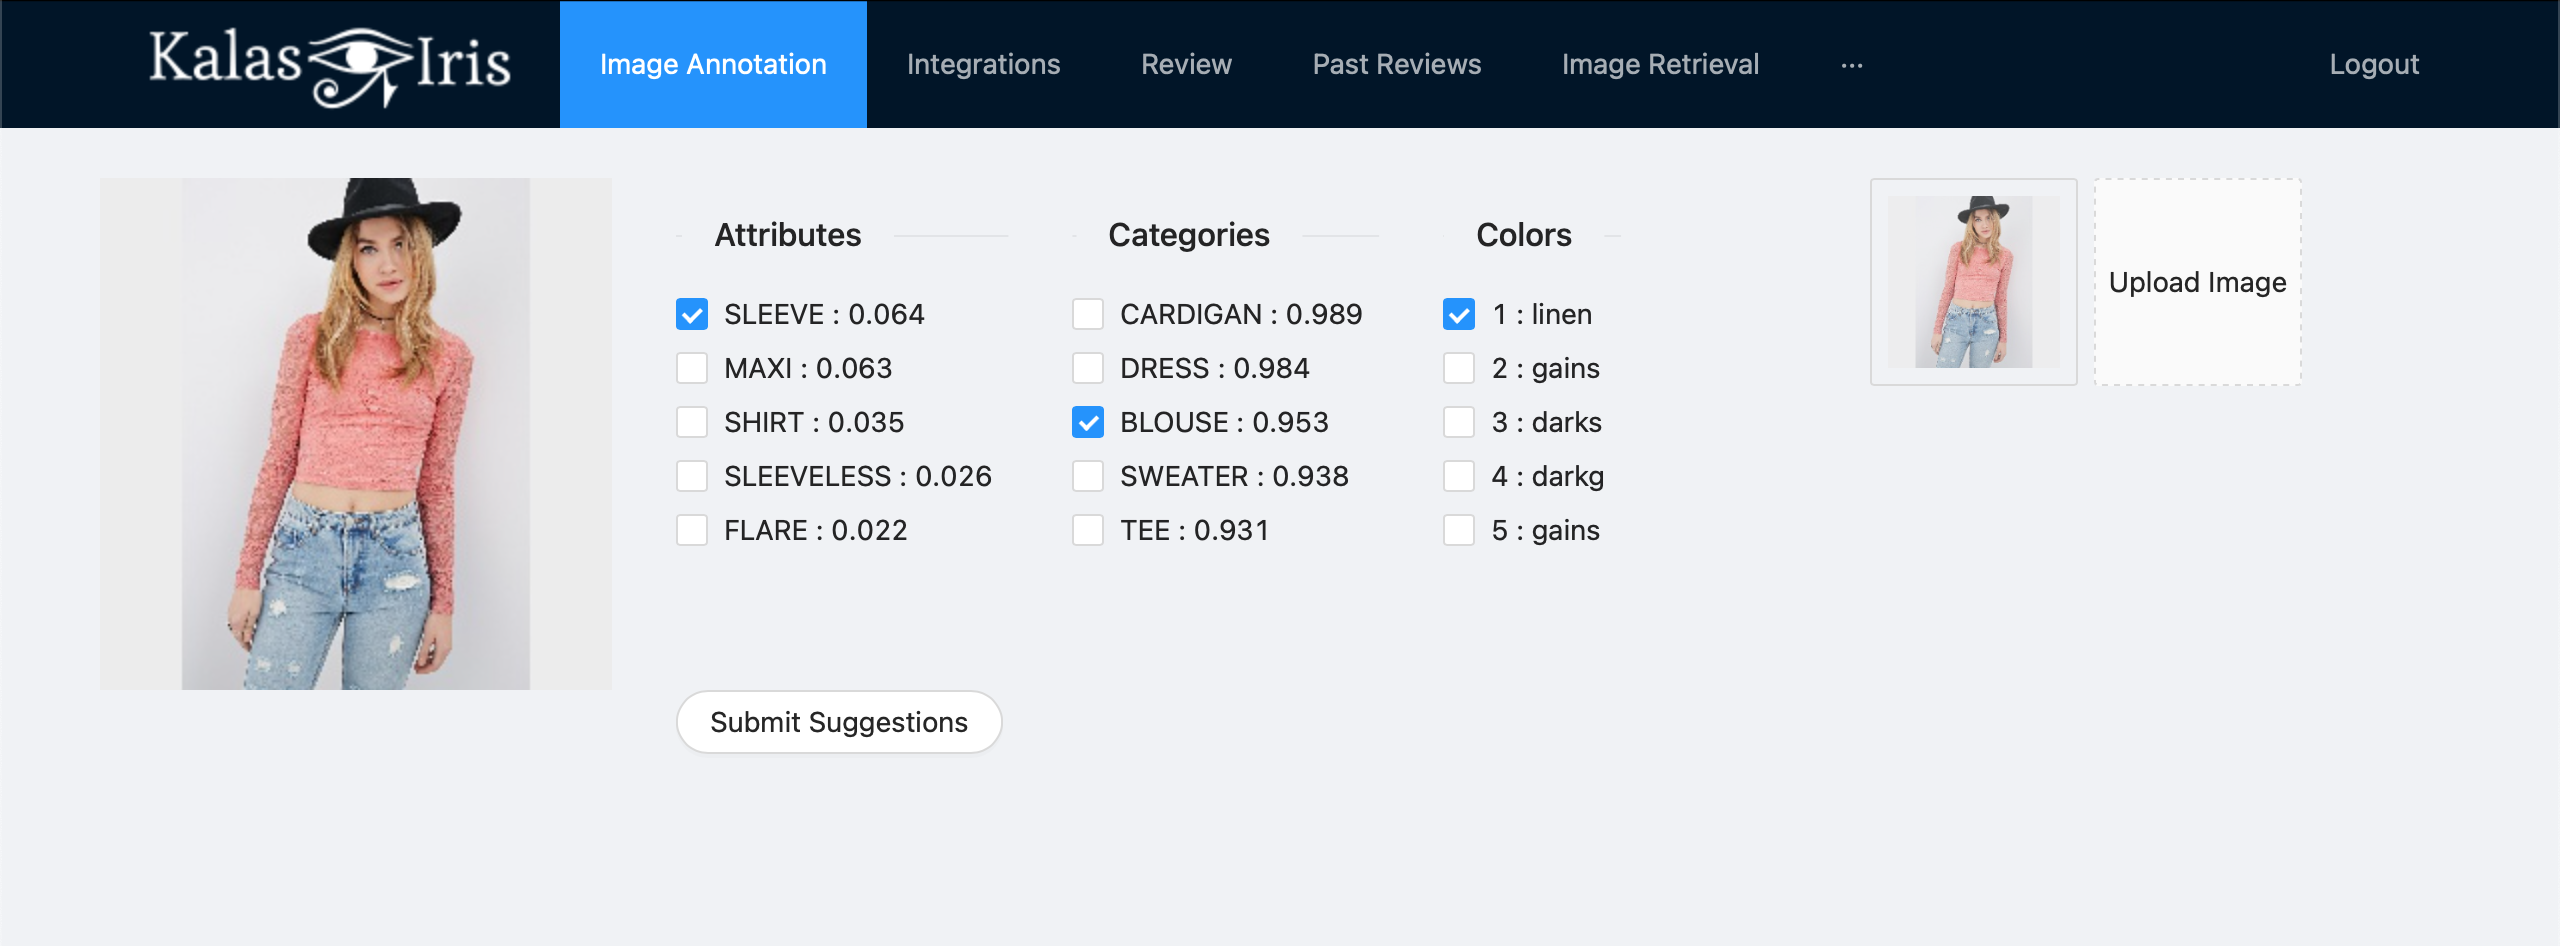 Kalas Iris
Image Annotation
Integrations
Review
Past Reviews
Image Retrieval
...
Logout
Attributes
SLEEVE : 0.064
MAXI : 0.063
SHIRT : 0.035
SLEEVELESS : 0.026
FLARE : 0.022
Categories
CARDIGAN : 0.989
DRESS : 0.984
BLOUSE : 0.953
SWEATER : 0.938
TEE : 0.931
Colors
1 : linen
2 : gains
3 : darks
4 : darkg
5 : gains
Upload Image
Submit Suggestions